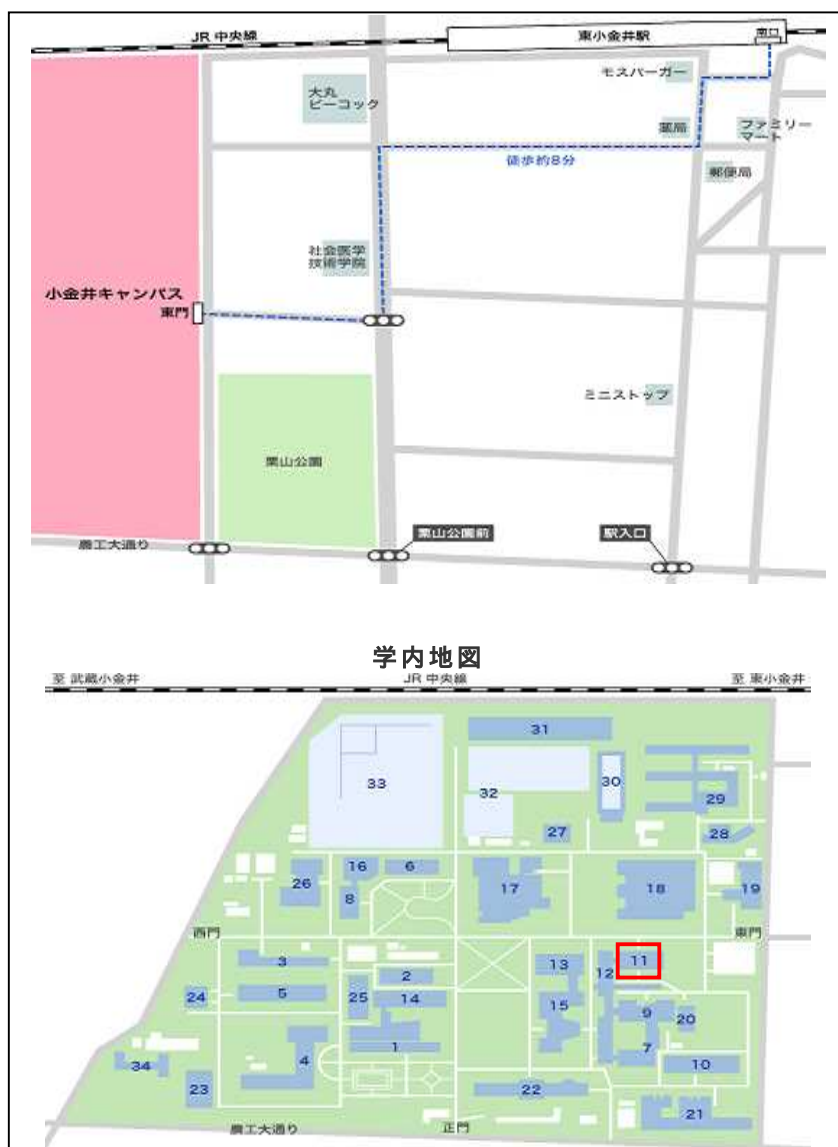 JR 中央線
東小金井駅
南口
モスバーガー
大丸
ピーコック
薬局
ファミリー
マート
徒歩約8分
郵便局
社会医学
技術学院
小金井キャンパス
東門
ミニストップ
栗山公園
農工大通り
栗山公園前
駅入口
学内地図
至 武蔵小金井
JR 中央線
至 東小金井
31
33
30
32
29
27
28
16
6
26
17
18
19
8
西門
東門
3
13
11
2
12
5
24
25
14
15
9
20
1
7
4
10
34
23
22
21
農工大通り
正門